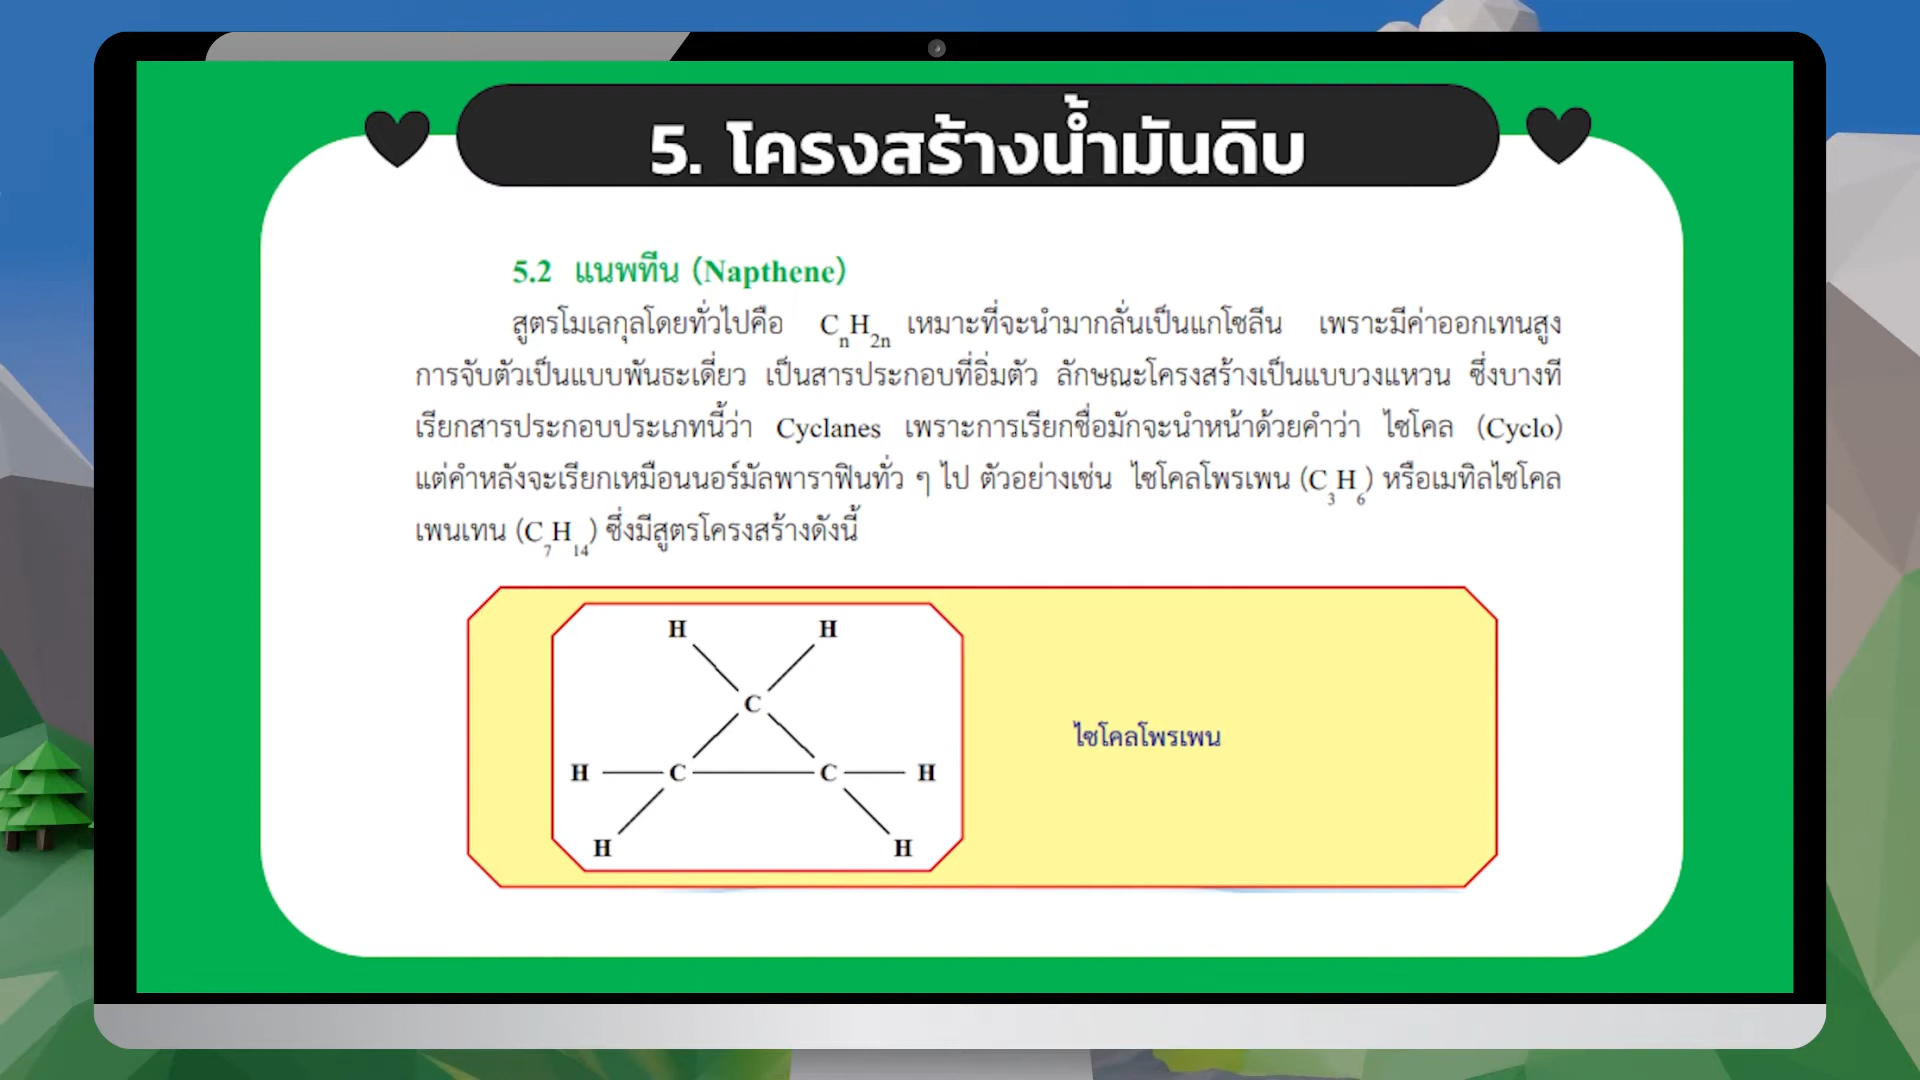 5. โครงสร้างน้ำมันดิบ
5.2 แนพทีน (Napthene)
สูตรโมเลกุลโดยทั่วไปคือ CnH2n เหมาะที่จะนำมากลั่นเป็นแกโซลีน เพราะมีค่าออกเทนสูง
การจับตัวเป็นแบบพันธะเดี่ยว เป็นสารประกอบที่อิ่มตัว ลักษณะโครงสร้างเป็นแบบวงแหวน ซึ่งบางที
เรียกสารประกอบประเภทนี้ว่า Cyclanes เพราะการเรียกชื่อมักจะนำหน้าด้วยคำว่า ไซโคล (Cyclo)
แต่คำหลังจะเรียกเหมือนนอร์มัลพาราฟินทั่ว ๆ ไป ตัวอย่างเช่น ไซโคลโพรเพน (C3H6) หรือเมทิลไซโคล
เพนเทน (C7H14) ซึ่งมีสูตรโครงสร้างดังนี้
H H
C
ไซโคลโพรเพน
H C C H
H H